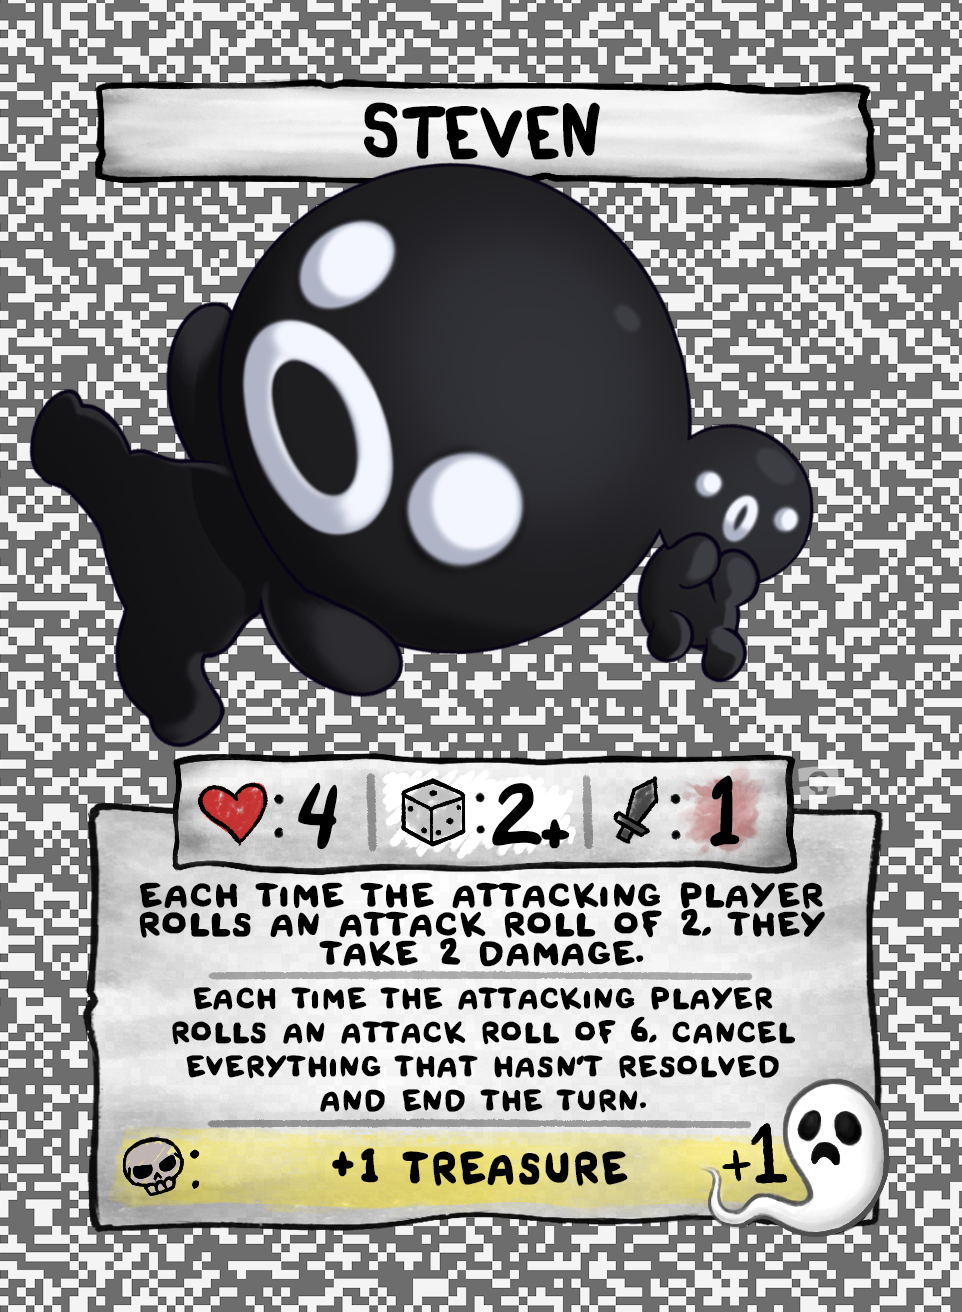 STEVEN
: 4 : 2+ : 1
EACH TIME THE ATTACKING PLAYER
ROLLS AN ATTACK ROLL OF 2, THEY
TAKE 2 DAMAGE.
EACH TIME THE ATTACKING PLAYER
ROLLS AN ATTACK ROLL OF 6, CANCEL
EVERYTHING THAT HASN'T RESOLVED
AND END THE TURN.
: +1 TREASURE +1